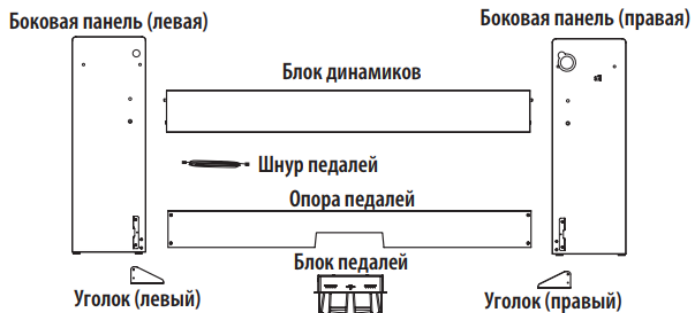 Боковая панель (левая)
Боковая панель (правая)
Блок динамиков
Шнур педалей
Опора педалей
Блок педалей
Уголок (левый)
Уголок (правый)